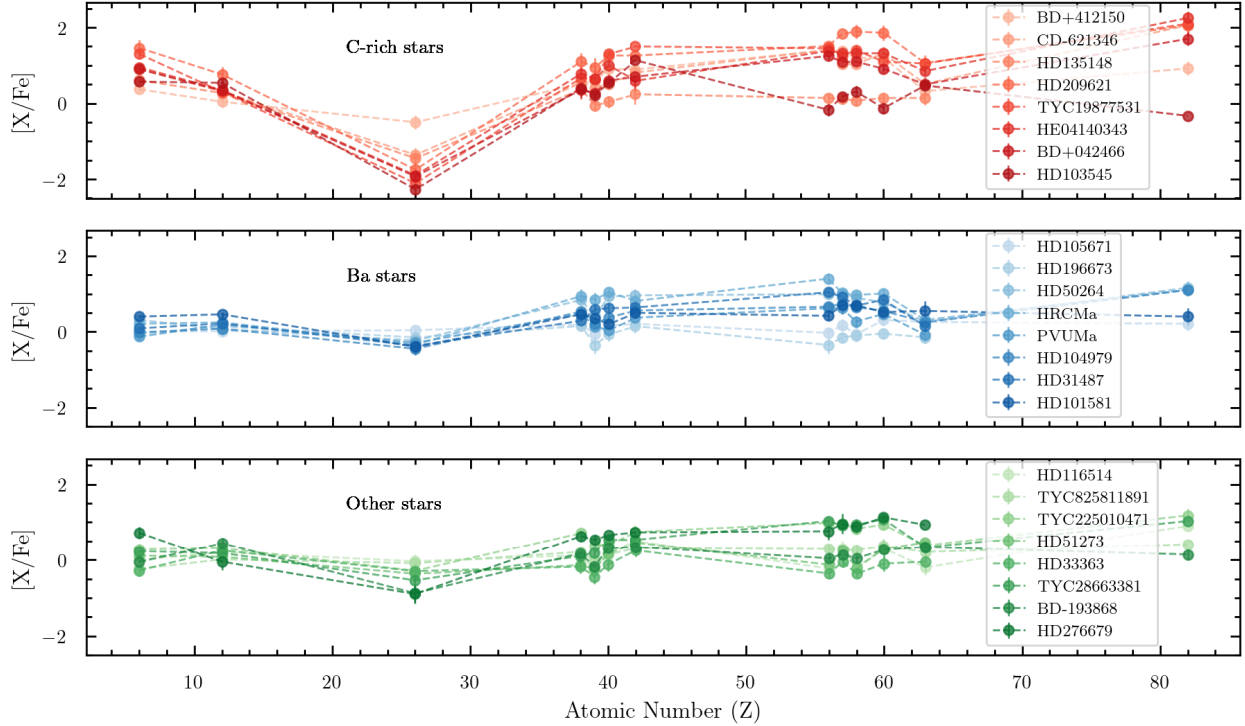 2
0
−2
[X/Fe]
C-rich stars
BD+412150
CD-621346
HD135148
HD209621
TYC19877531
HE04140343
BD+042466
HD103545
2
0
−2
[X/Fe]
Ba stars
HD105671
HD196673
HD50264
HRCMa
PVUMa
HD104979
HD31487
HD101581
2
0
−2
[X/Fe]
Other stars
HD116514
TYC825811891
TYC225010471
HD51273
HD33363
TYC28663381
BD-193868
HD276679
10 20 30 40 50 60 70 80
Atomic Number (Z)